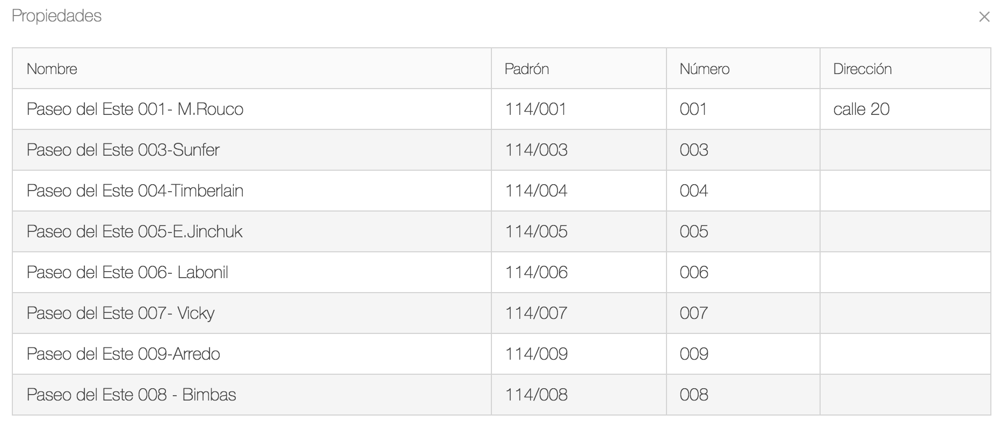 Propiedades
Nombre Padrón Número Dirección
Paseo del Este 001- M.Rouco 114/001 001 calle 20
Paseo del Este 003-Sunfer 114/003 003
Paseo del Este 004-Timberlain 114/004 004
Paseo del Este 005-E.Jinchuk 114/005 005
Paseo del Este 006- Labonil 114/006 006
Paseo del Este 007- Vicky 114/007 007
Paseo del Este 009-Arredo 114/009 009
Paseo del Este 008 - Bimbas 114/008 008